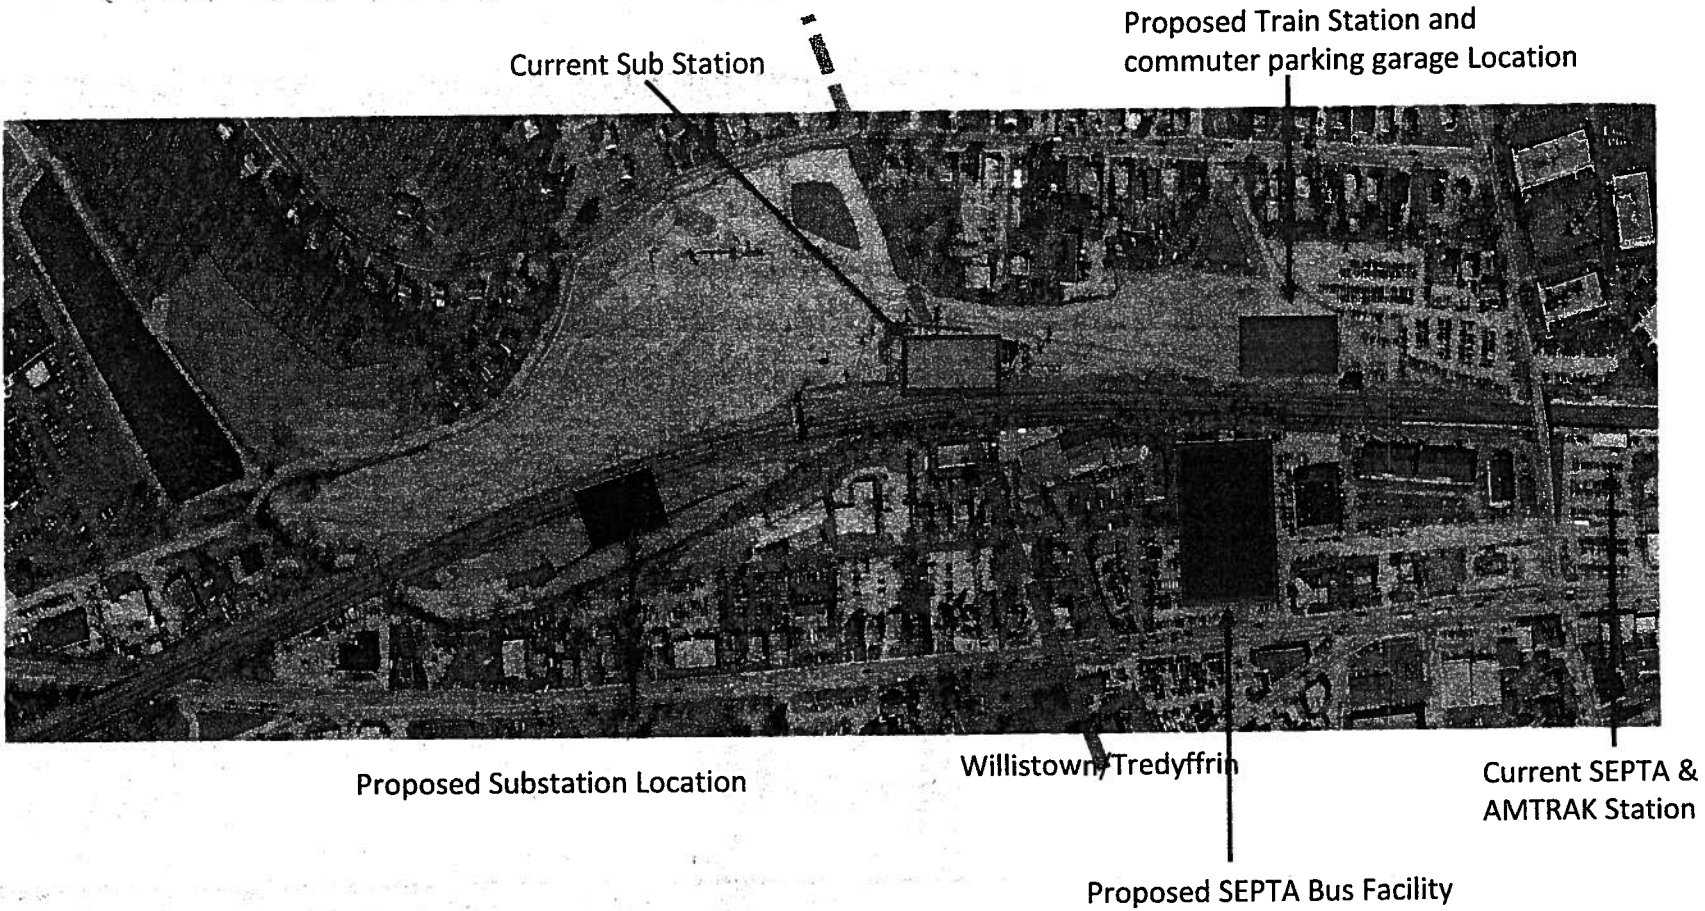 Proposed Train Station and
commuter parking garage Location
Current Sub Station
Proposed Substation Location
Willistown/Tredyffrin
Current SEPTA &
AMTRAK Station
Proposed SEPTA Bus Facility